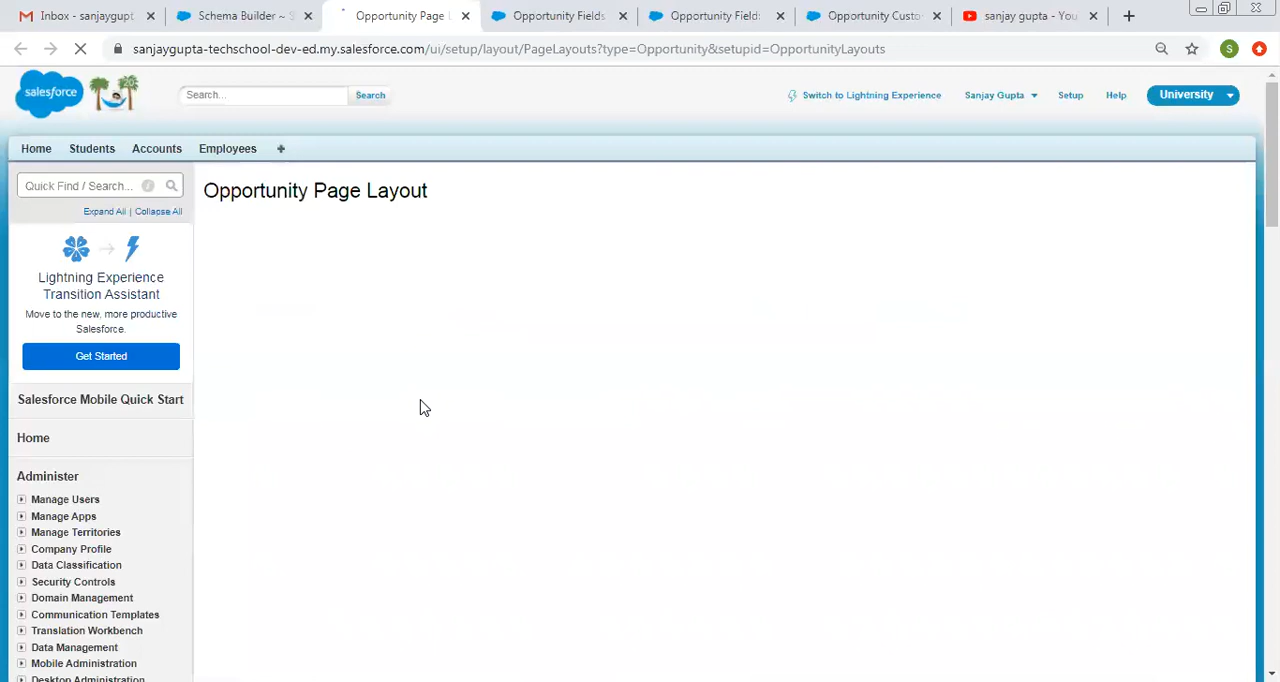 Inbox - sanjaygupt
Schema Builder ~ S
Opportunity Page L
Opportunity Fields
Opportunity Fields
Opportunity Custo
sanjay gupta - You
sanjaygupta-techschool-dev-ed.my.salesforce.com/ui/setup/layout/PageLayouts?type=Opportunity&setupid=OpportunityLayouts
S
salesforce
Search...
Search
Switch to Lightning Experience
Sanjay Gupta
Setup
Help
University
Home
Students
Accounts
Employees
Quick Find / Search...
Expand All | Collapse All
Opportunity Page Layout
Lightning Experience
Transition Assistant
Move to the new, more productive
Salesforce.
Get Started
Salesforce Mobile Quick Start
Home
Administer
Manage Users
Manage Apps
Manage Territories
Company Profile
Data Classification
Security Controls
Domain Management
Communication Templates
Translation Workbench
Data Management
Mobile Administration
Desktop Administration